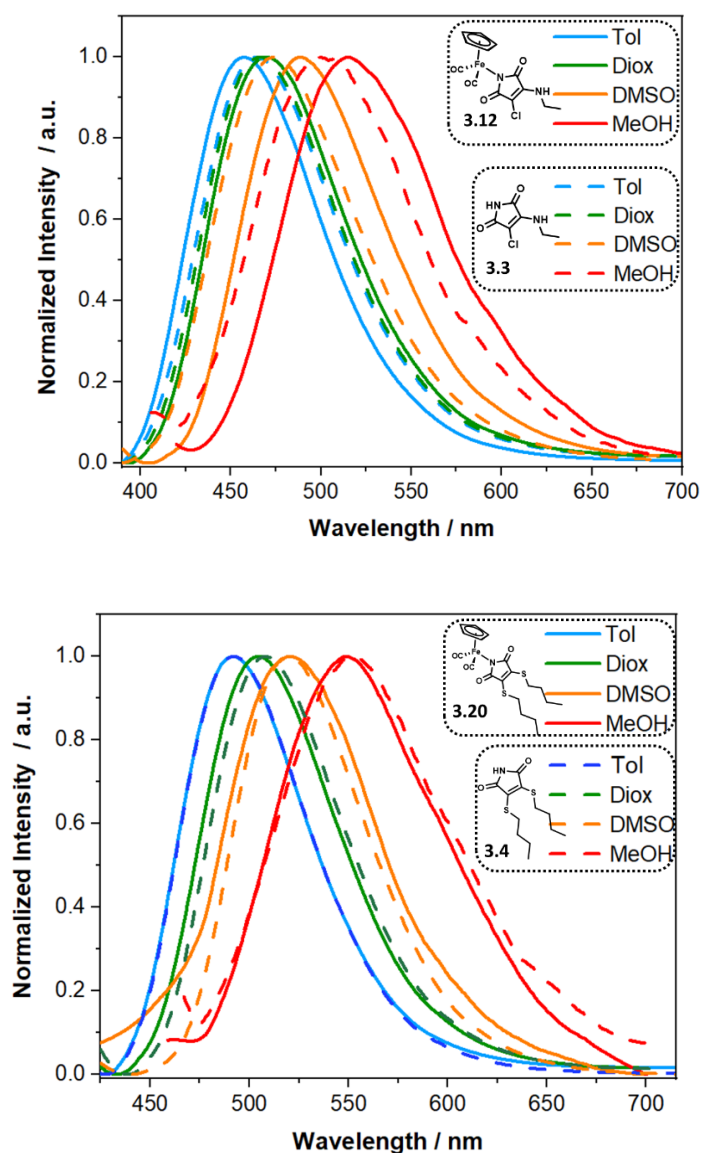 Normalized Intensity / a.u.
1.0
0.8
0.6
0.4
0.2
0.0
400
450
500
550
600
650
700
Wavelength / nm
Fe
OC
OC
N
O
O
NH
Cl
3.12
Tol
Diox
DMSO
MeOH
HN
O
O
NH
Cl
3.3
Tol
Diox
DMSO
MeOH
Normalized Intensity / a.u.
1.0
0.8
0.6
0.4
0.2
0.0
450
500
550
600
650
700
Wavelength / nm
Fe
OC
OC
N
O
O
S
S
3.20
Tol
Diox
DMSO
MeOH
HN
O
O
S
S
3.4
Tol
Diox
DMSO
MeOH